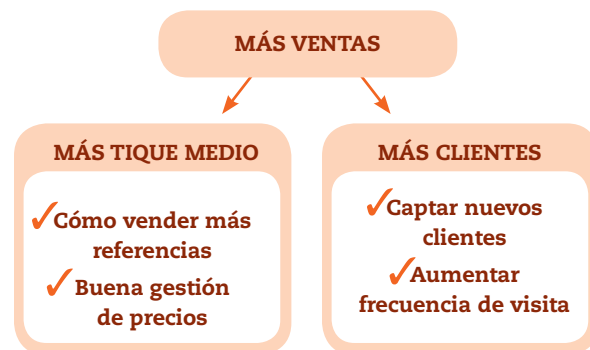 MÁS VENTAS
MÁS TIQUE MEDIO
Cómo vender más
referencias
Buena gestión
de precios
MÁS CLIENTES
Captar nuevos
clientes
Aumentar
frecuencia de visita